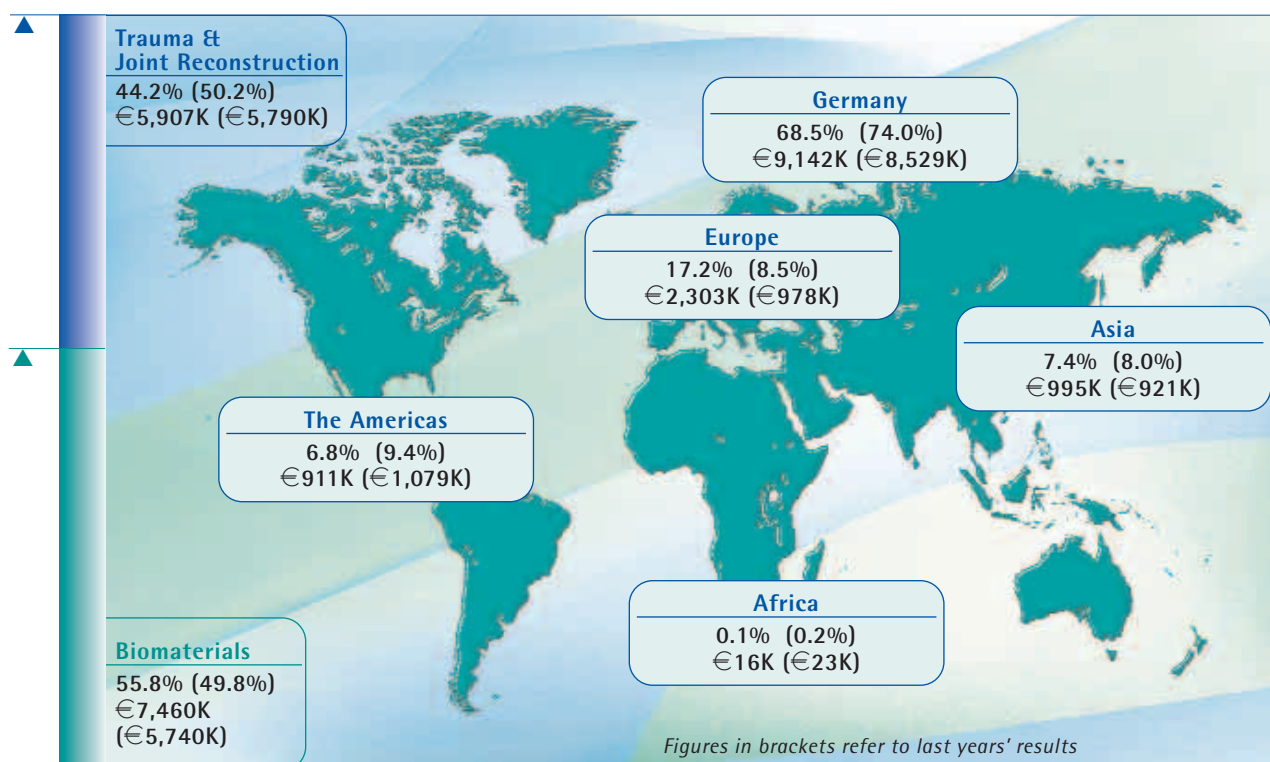 Trauma &
Joint Reconstruction
44.2% (50.2%)
€5,907K (€5,790K)
Germany
68.5% (74.0%)
€9,142K (€8,529K)
Europe
17.2% (8.5%)
€2,303K (€978K)
Asia
7.4% (8.0%)
€995K (€921K)
The Americas
6.8% (9.4%)
€911K (€1,079K)
Africa
0.1% (0.2%)
€16K (€23K)
Biomaterials
55.8% (49.8%)
€7,460K
(€5,740K)
Figures in brackets refer to last years' results